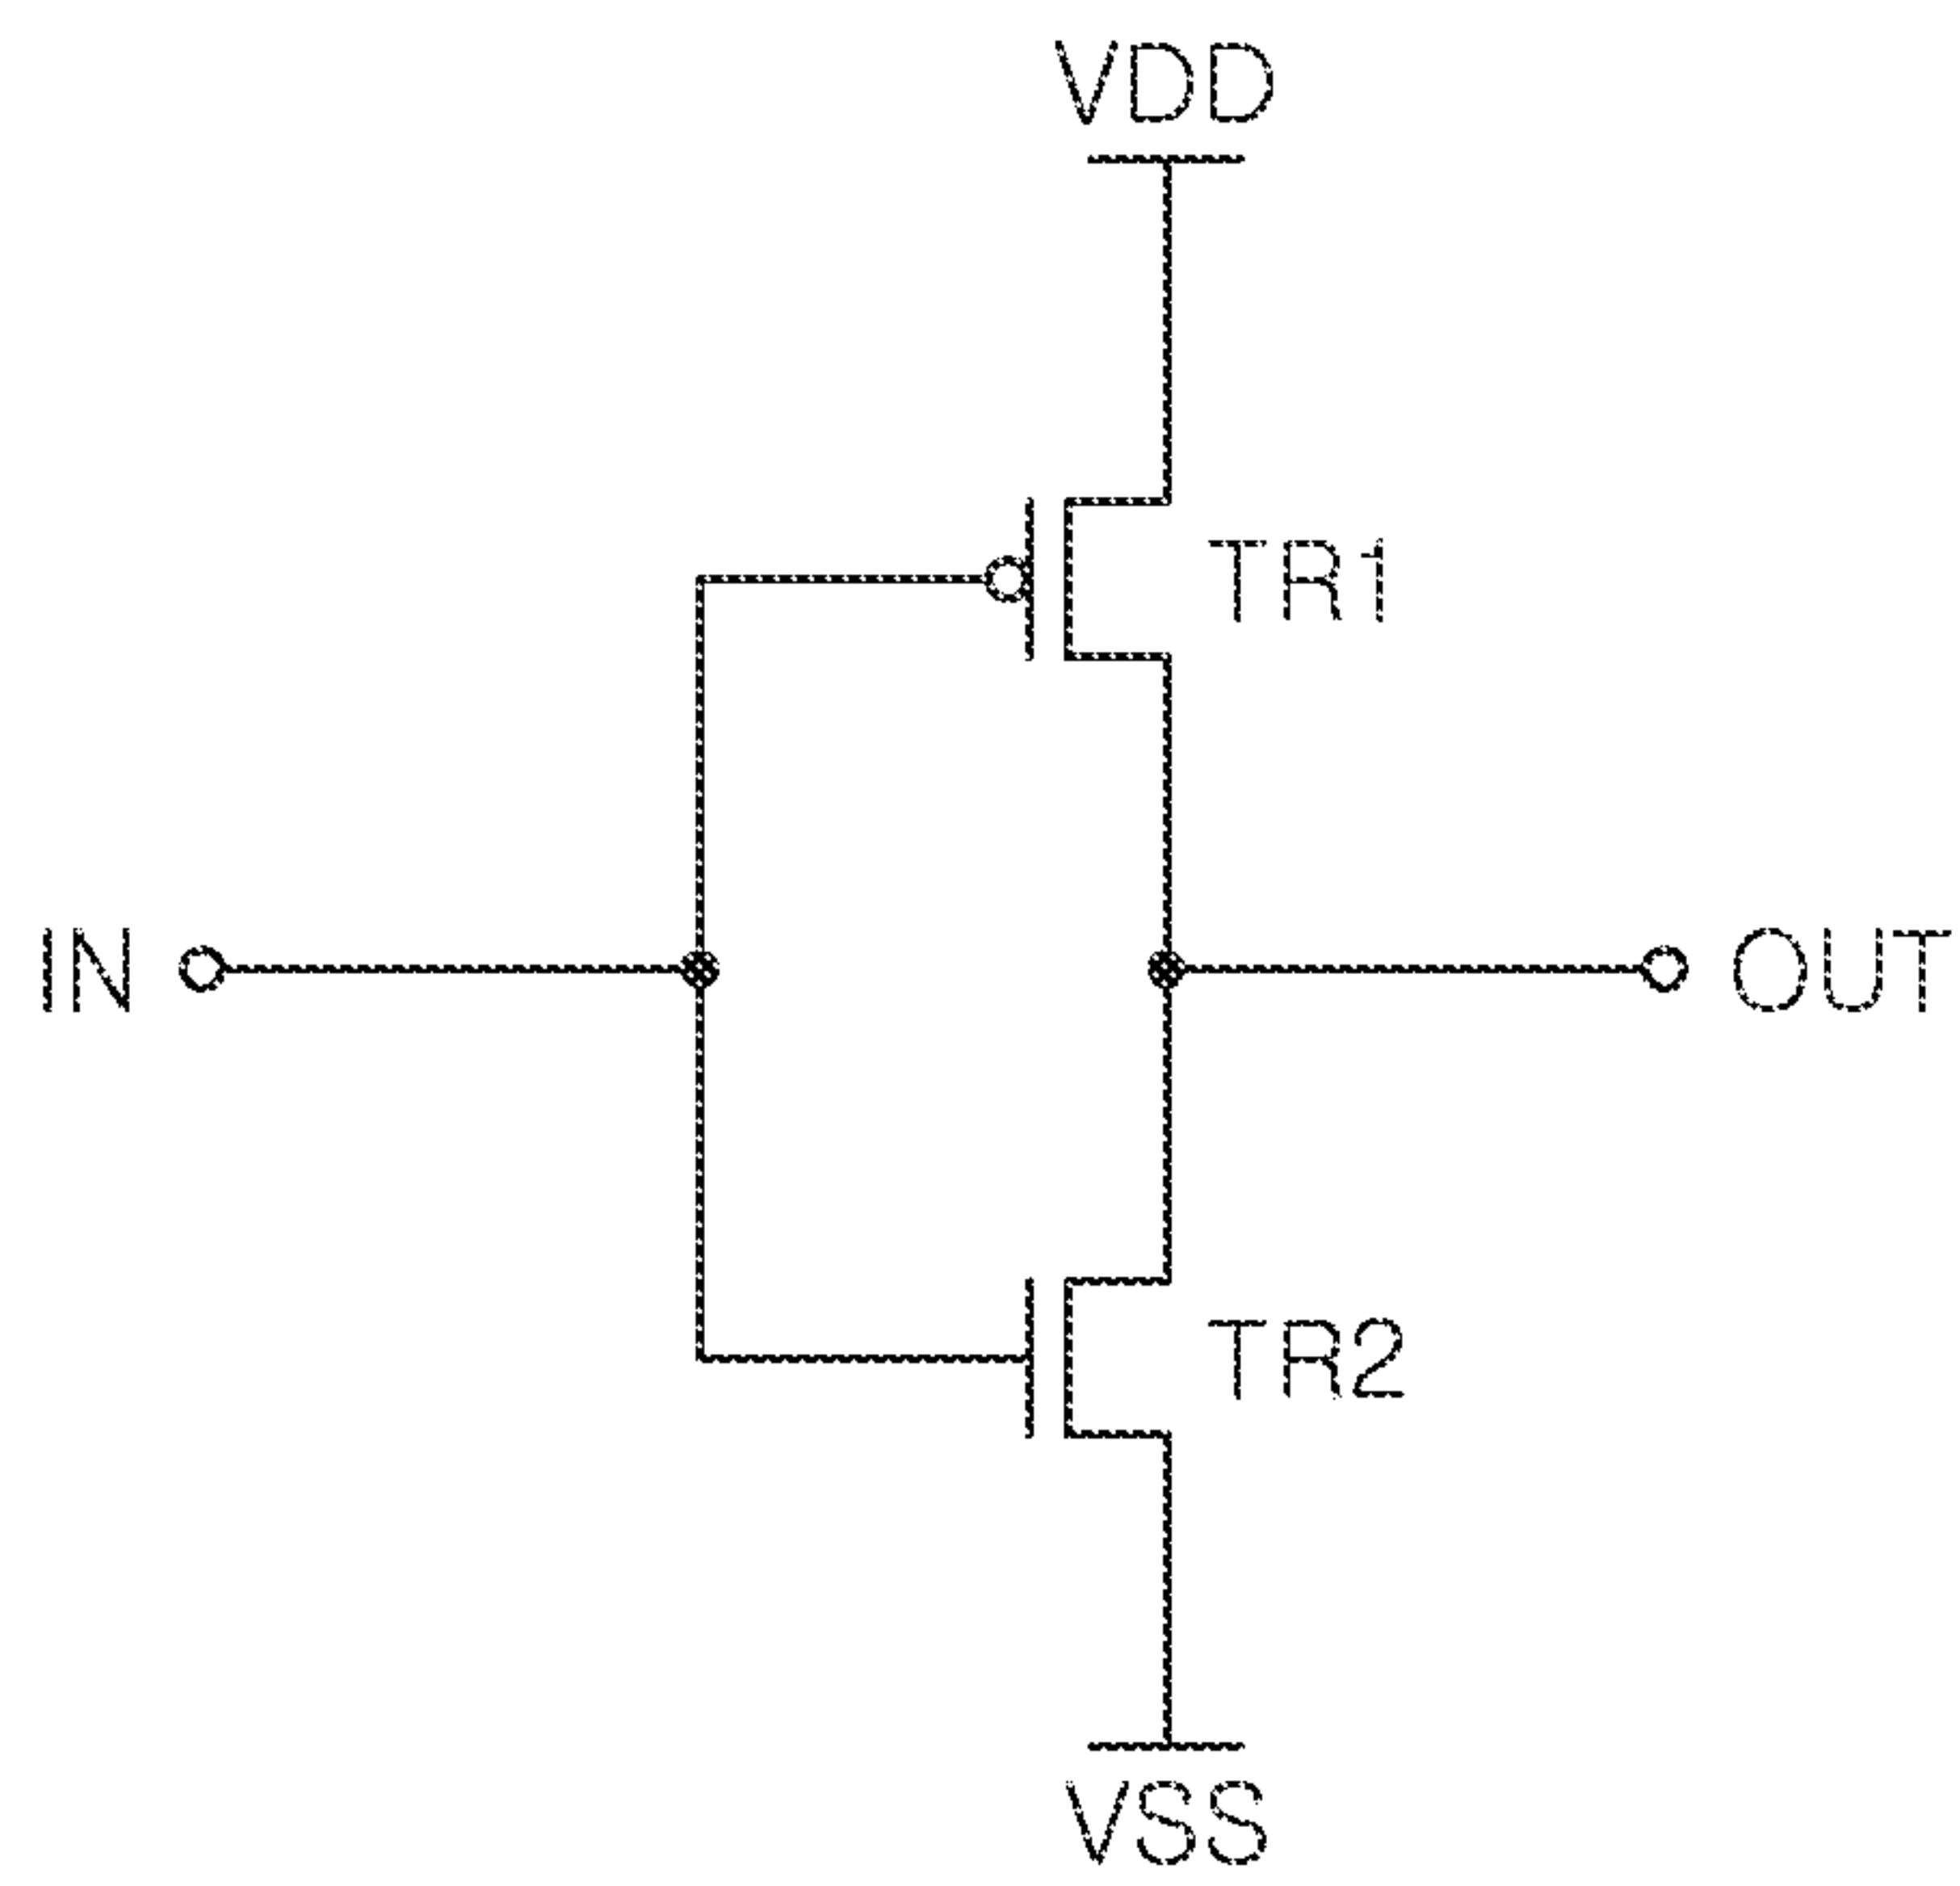 VDD
TR1
IN
OUT
TR2
VSS